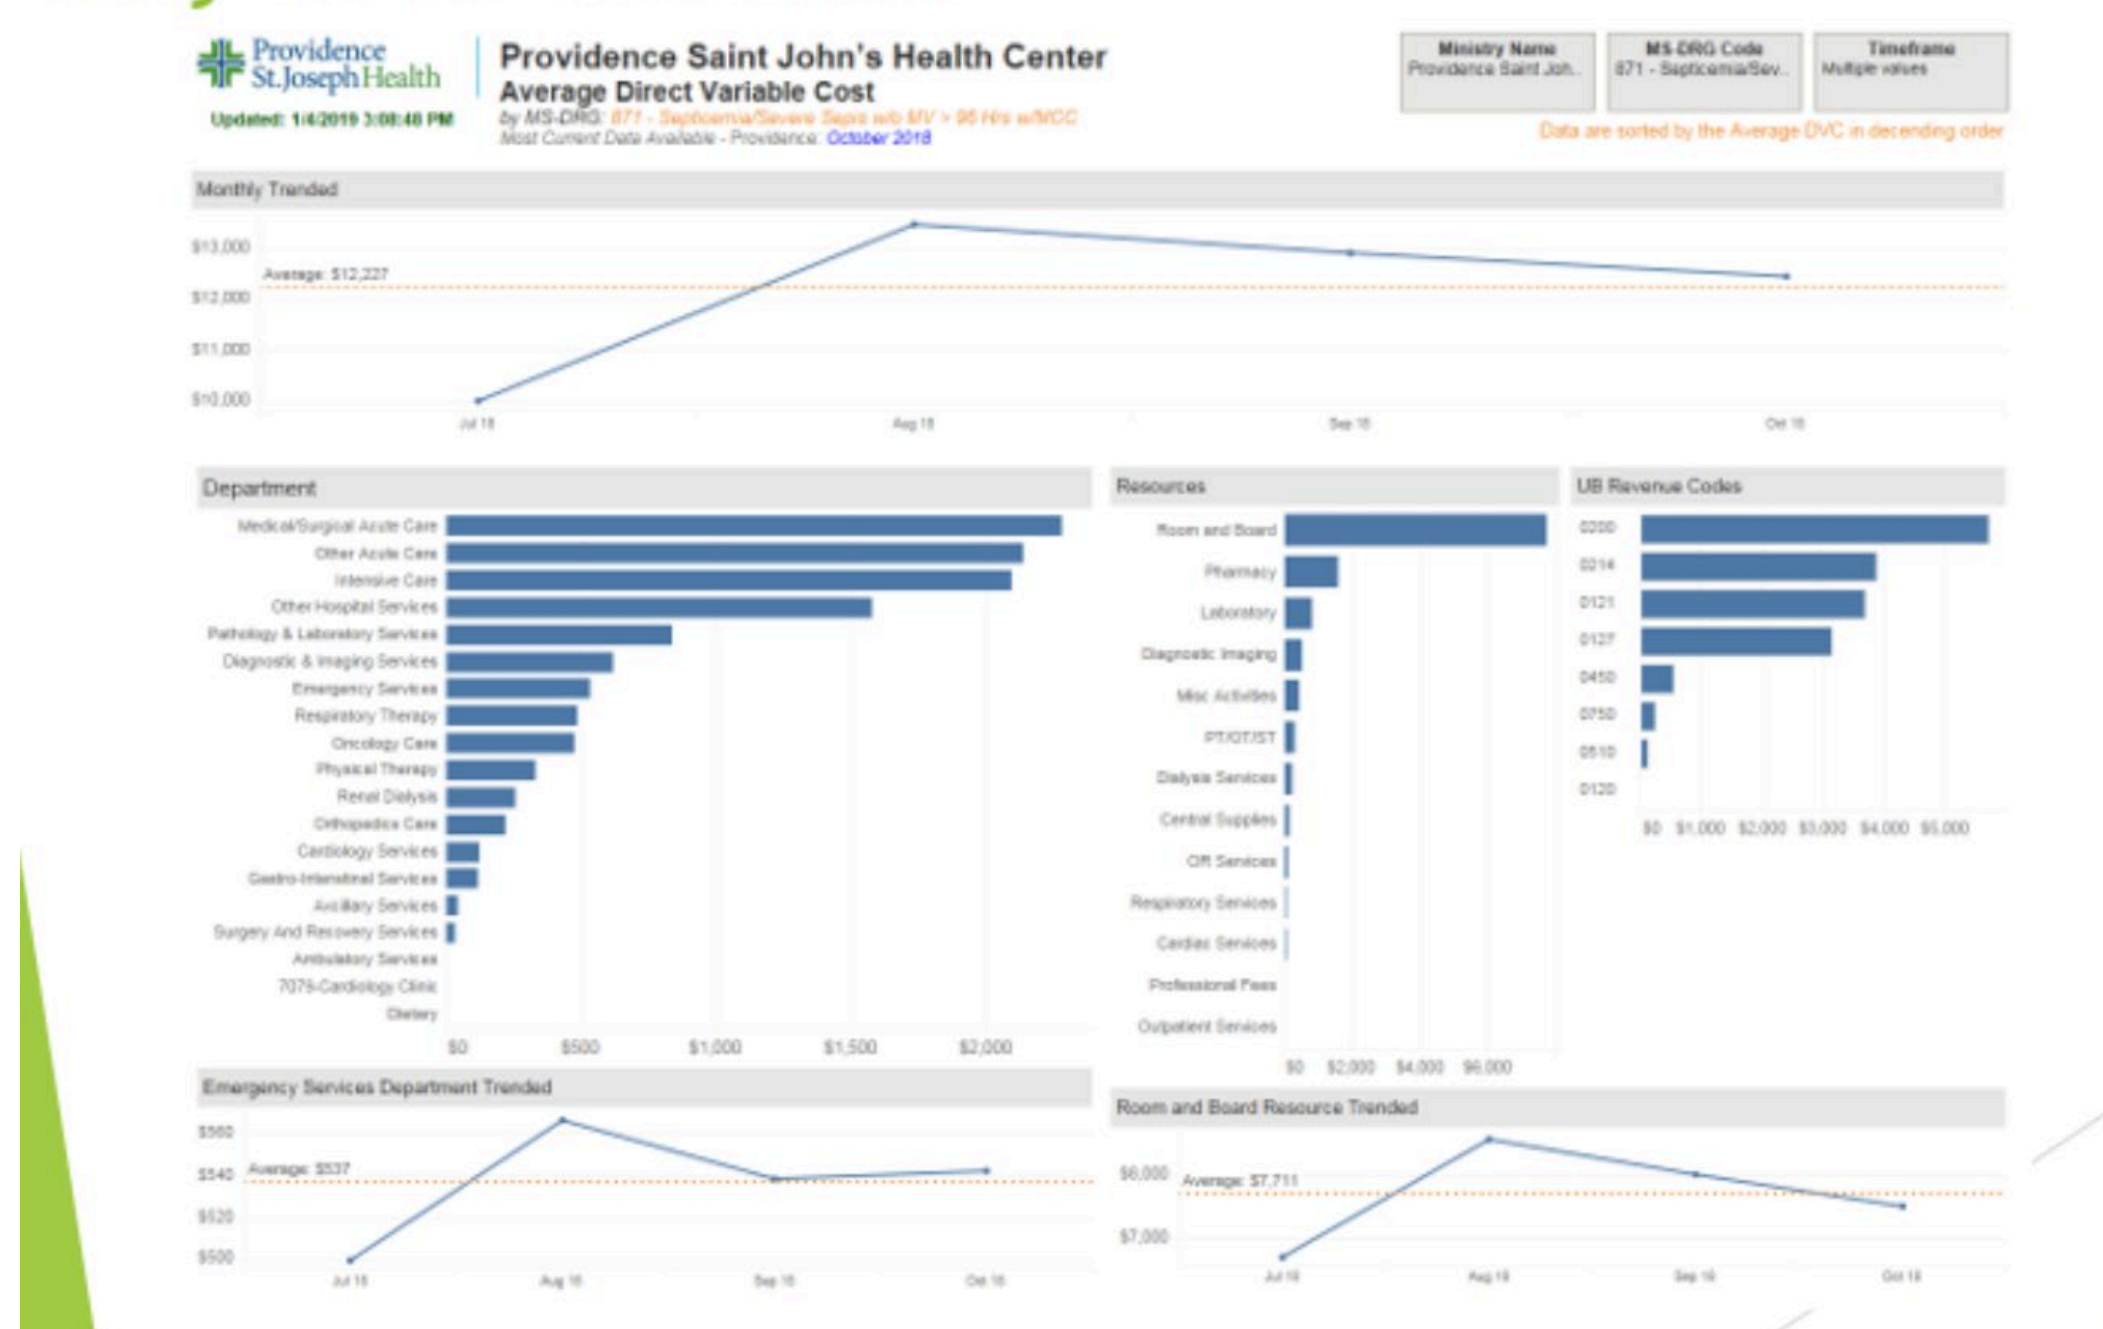 Providence
St.Joseph Health
Updated: 1/4/2019 3:08:48 PM
Providence Saint John's Health Center
Average Direct Variable Cost
by MS-DRG: 871 - Septicemia/Severe Sepis w/o MV > 96 Hrs w/MCC
Most Current Data Available - Providence: October 2018
Ministry Name
Providence Saint Joh..
MS-DRG Code
871 - Septicemia/Sev..
Timeframe
Multiple values
Data are sorted by the Average DVC in decending order
Monthly Trended
$13,000
Average: $12,227
$12,000
$11,000
$10,000
Jul 18
Aug 18
Sep 18
Oct 18
Department
Medical/Surgical Acute Care
Other Acute Care
Intensive Care
Other Hospital Services
Pathology & Laboratory Services
Diagnostic & Imaging Services
Emergency Services
Respiratory Therapy
Oncology Care
Physical Therapy
Renal Dialysis
Orthopedics Care
Cardiology Services
Gastro-Intenstinal Services
Ancillary Services
Surgery And Recovery Services
Ambulatory Services
7076-Cardiology Clinic
Dietary
$0 $500 $1,000 $1,500 $2,000
Resources
Room and Board
Pharmacy
Laboratory
Diagnostic Imaging
Misc Activities
PT/OT/ST
Dialysis Services
Central Supplies
OR Services
Respiratory Services
Cardiac Services
Professional Fees
Outpatient Services
$0 $2,000 $4,000 $6,000
UB Revenue Codes
0200
0214
0121
0127
0450
0750
0510
0120
$0 $1,000 $2,000 $3,000 $4,000 $5,000
Emergency Services Department Trended
$560
$540
Average: $537
$520
$500
Jul 18
Aug 18
Sep 18
Oct 18
Room and Board Resource Trended
$8,000
Average: $7,711
$7,000
Jul 18
Aug 18
Sep 18
Oct 18